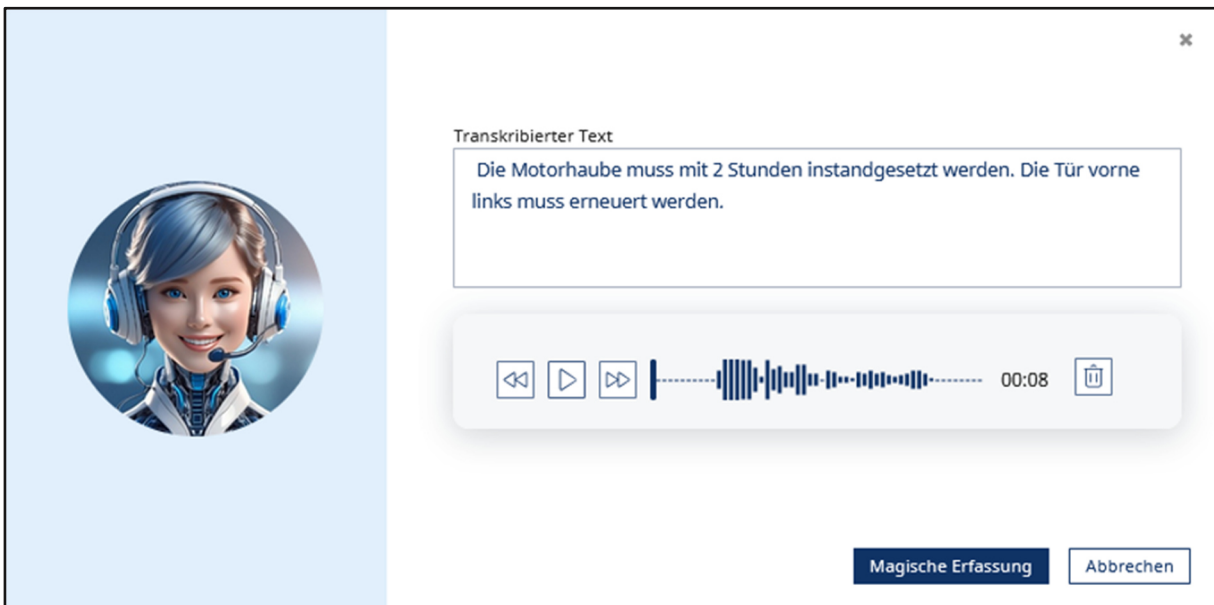 Transkribierter Text
Die Motorhaube muss mit 2 Stunden instandgesetzt werden. Die Tür vorne
links muss erneuert werden.
00:08
Magische Erfassung
Abbrechen